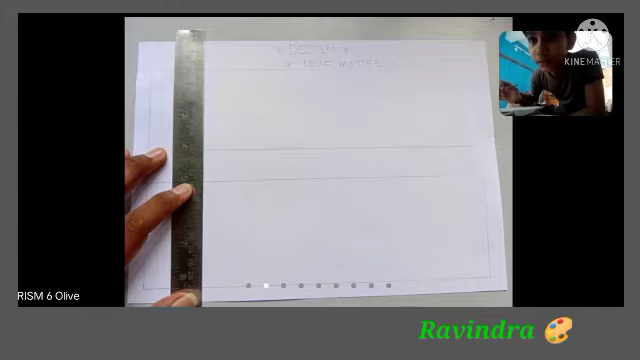 DESIGN
LEAF MOTIFS
KINEMASTER
RISM 6 Olive
Ravindra